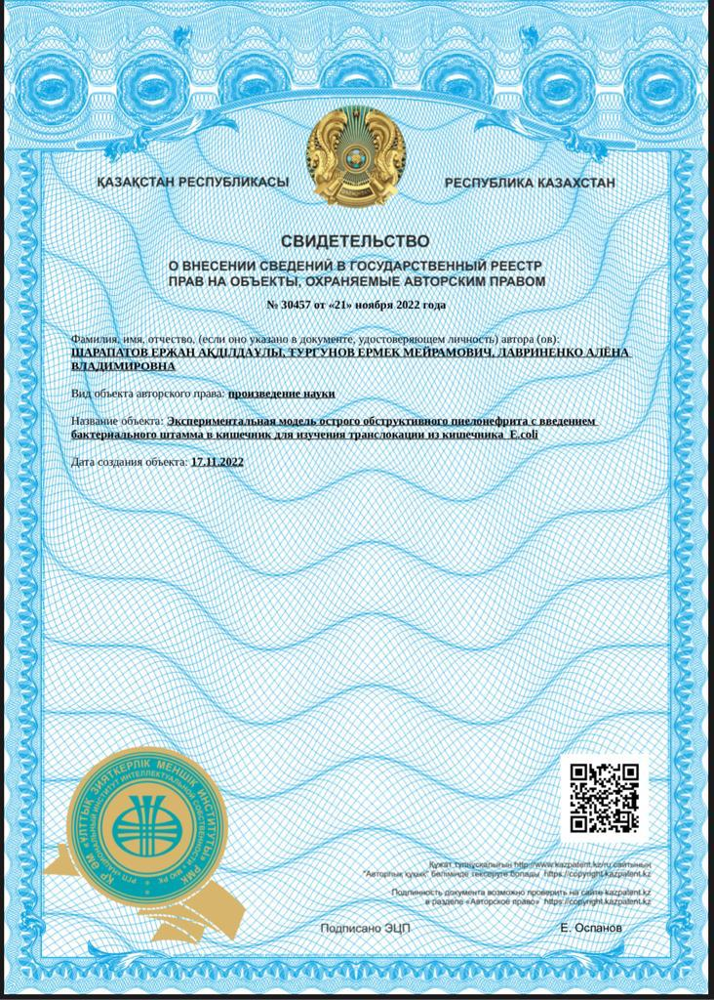 ҚАЗАҚСТАН РЕСПУБЛИКАСЫ
РЕСПУБЛИКА КАЗАХСТАН
СВИДЕТЕЛЬСТВО
О ВНЕСЕНИИ СВЕДЕНИЙ В ГОСУДАРСТВЕННЫЙ РЕЕСТР
ПРАВ НА ОБЪЕКТЫ, ОХРАНЯЕМЫЕ АВТОРСКИМ ПРАВОМ
№ 30457 от «21» ноября 2022 года
Фамилия, имя, отчество, (если оно указано в документе, удостоверяющем личность) автора (ов):
ШАРАПАТОВ ЕРЖАН АҚДІЛДАҰЛЫ, ТУРГУНОВ ЕРМЕК МЕЙРАМОВИЧ, ЛАВРИНЕНКО АЛЁНА
ВЛАДИМИРОВНА
Вид объекта авторского права: произведение науки
Название объекта: Экспериментальная модель острого обструктивного пиелонефрита с введением
бактериального штамма в кишечник для изучения транслокации из кишечника E.coli
Дата создания объекта: 17.11.2022
ҚР ӘМ «ҰЛТТЫҚ ЗИЯТКЕРЛІК МЕНШІК ИНСТИТУТЫ» РМК
РГП «НАЦИОНАЛЬНЫЙ ИНСТИТУТ ИНТЕЛЛЕКТУАЛЬНОЙ СОБСТВЕННОСТИ» МЮ РК
Құжат түпнұсқалығын http://www.kazpatent.kz/ru сайтының
"Авторлық құқық" бөлімінде тексеруге болады https://copyright.kazpatent.kz
Подлинность документа возможно проверить на сайте kazpatent.kz
в разделе «Авторское право» https://copyright.kazpatent.kz
Подписано ЭЦП
Е. Оспанов